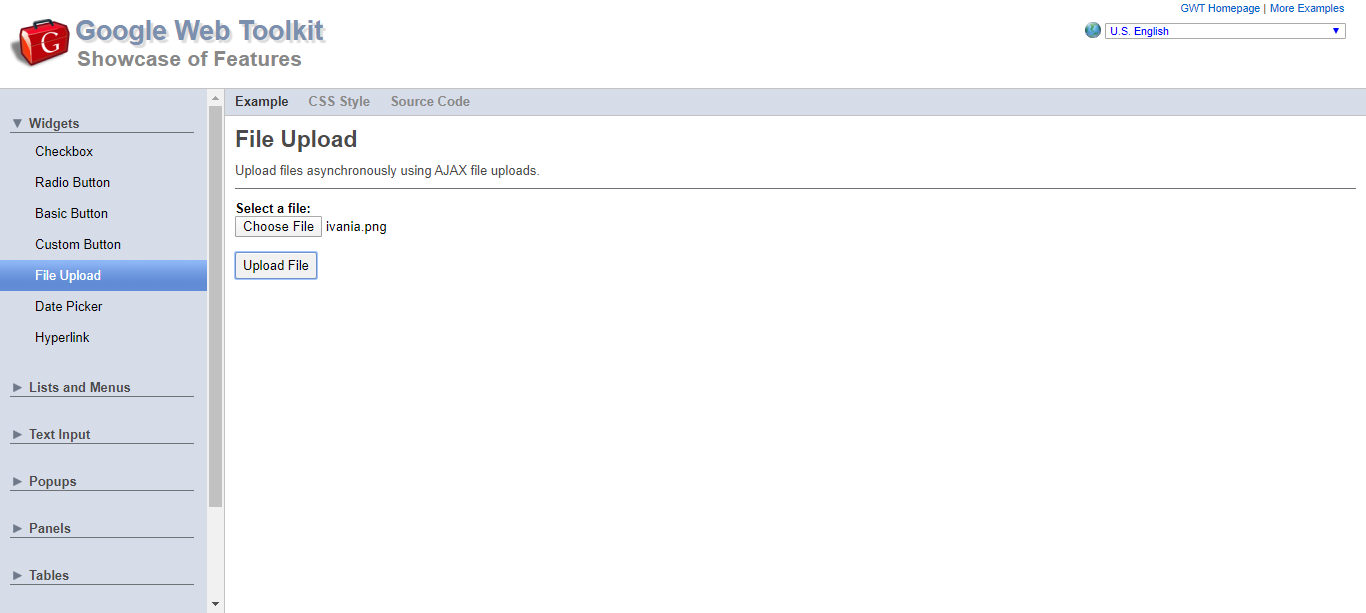 GWT Homepage | More Examples
Google Web Toolkit
Showcase of Features
G
U.S. English
Example CSS Style Source Code
Widgets
Checkbox
Radio Button
Basic Button
Custom Button
File Upload
Date Picker
Hyperlink
Lists and Menus
Text Input
Popups
Panels
Tables
File Upload
Upload files asynchronously using AJAX file uploads.
Select a file:
Choose File ivania.png
Upload File